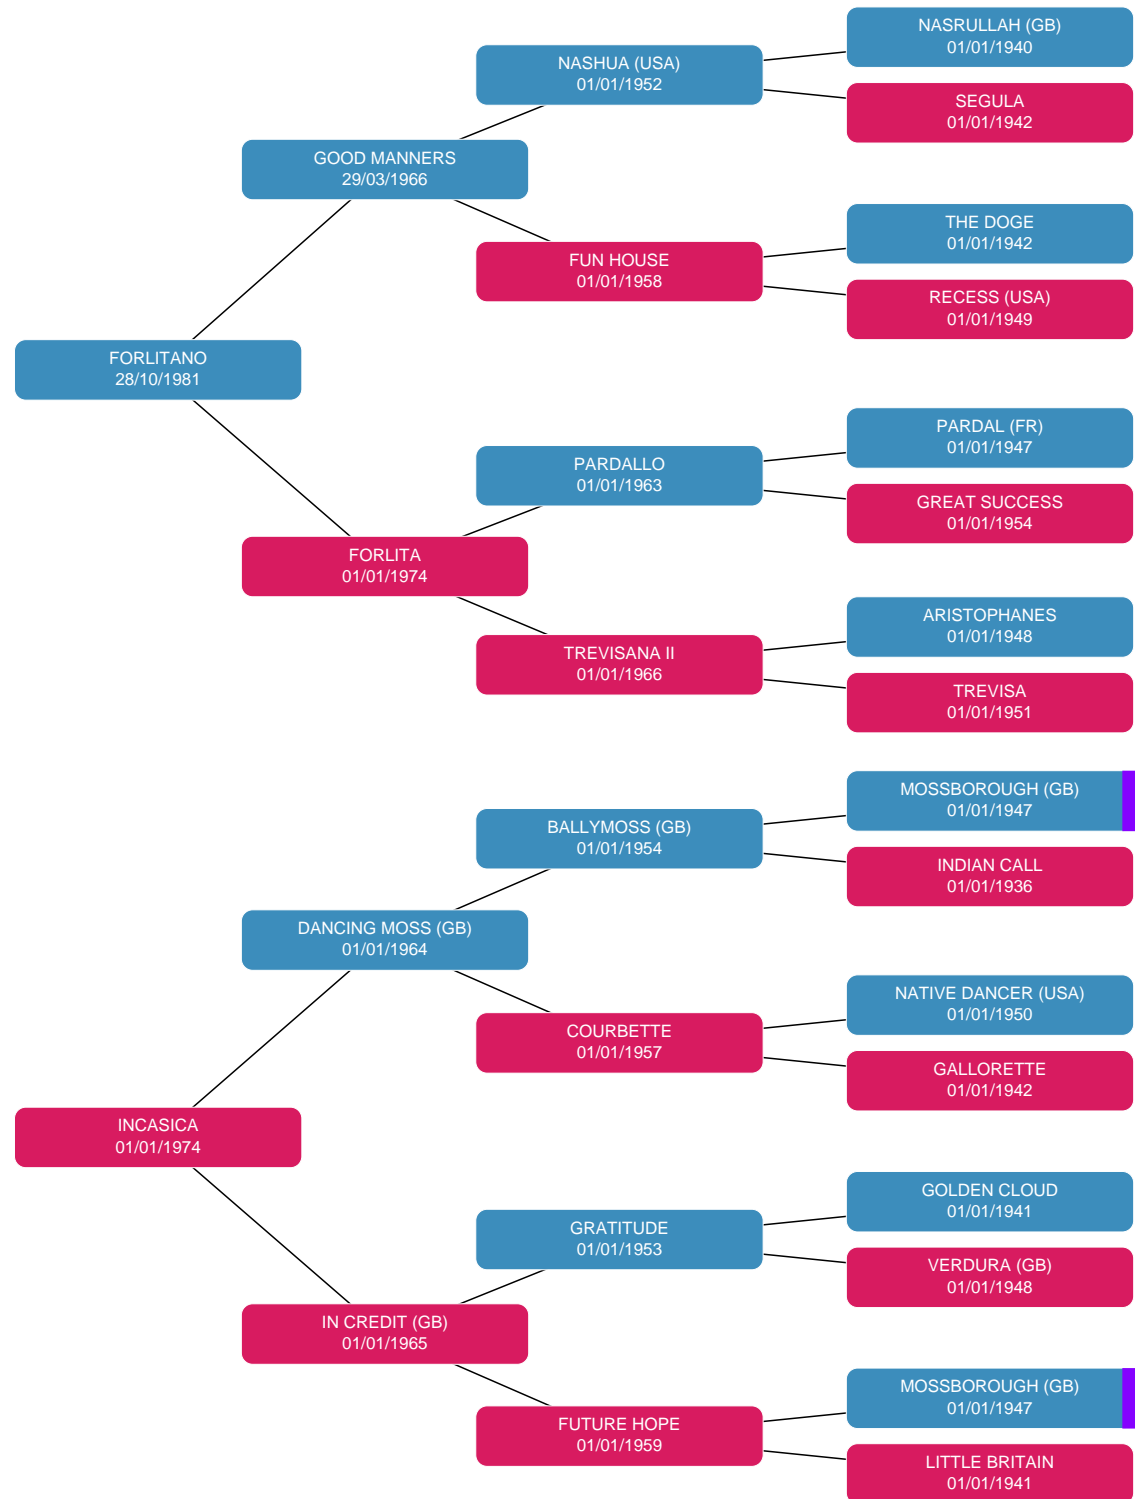 NASRULLAH (GB)
01/01/1940
NASHUA (USA)
01/01/1952
SEGULA
01/01/1942
GOOD MANNERS
29/03/1966
THE DOGE
01/01/1942
FUN HOUSE
01/01/1958
RECESS (USA)
01/01/1949
FORLITANO
28/10/1981
PARDAL (FR)
01/01/1947
PARDALLO
01/01/1963
GREAT SUCCESS
01/01/1954
FORLITA
01/01/1974
ARISTOPHANES
01/01/1948
TREVISANA II
01/01/1966
TREVISA
01/01/1951
MOSSBOROUGH (GB)
01/01/1947
BALLYMOSS (GB)
01/01/1954
INDIAN CALL
01/01/1936
DANCING MOSS (GB)
01/01/1964
NATIVE DANCER (USA)
01/01/1950
COURBETTE
01/01/1957
GALLORETTE
01/01/1942
INCASICA
01/01/1974
GOLDEN CLOUD
01/01/1941
GRATITUDE
01/01/1953
VERDURA (GB)
01/01/1948
IN CREDIT (GB)
01/01/1965
MOSSBOROUGH (GB)
01/01/1947
FUTURE HOPE
01/01/1959
LITTLE BRITAIN
01/01/1941